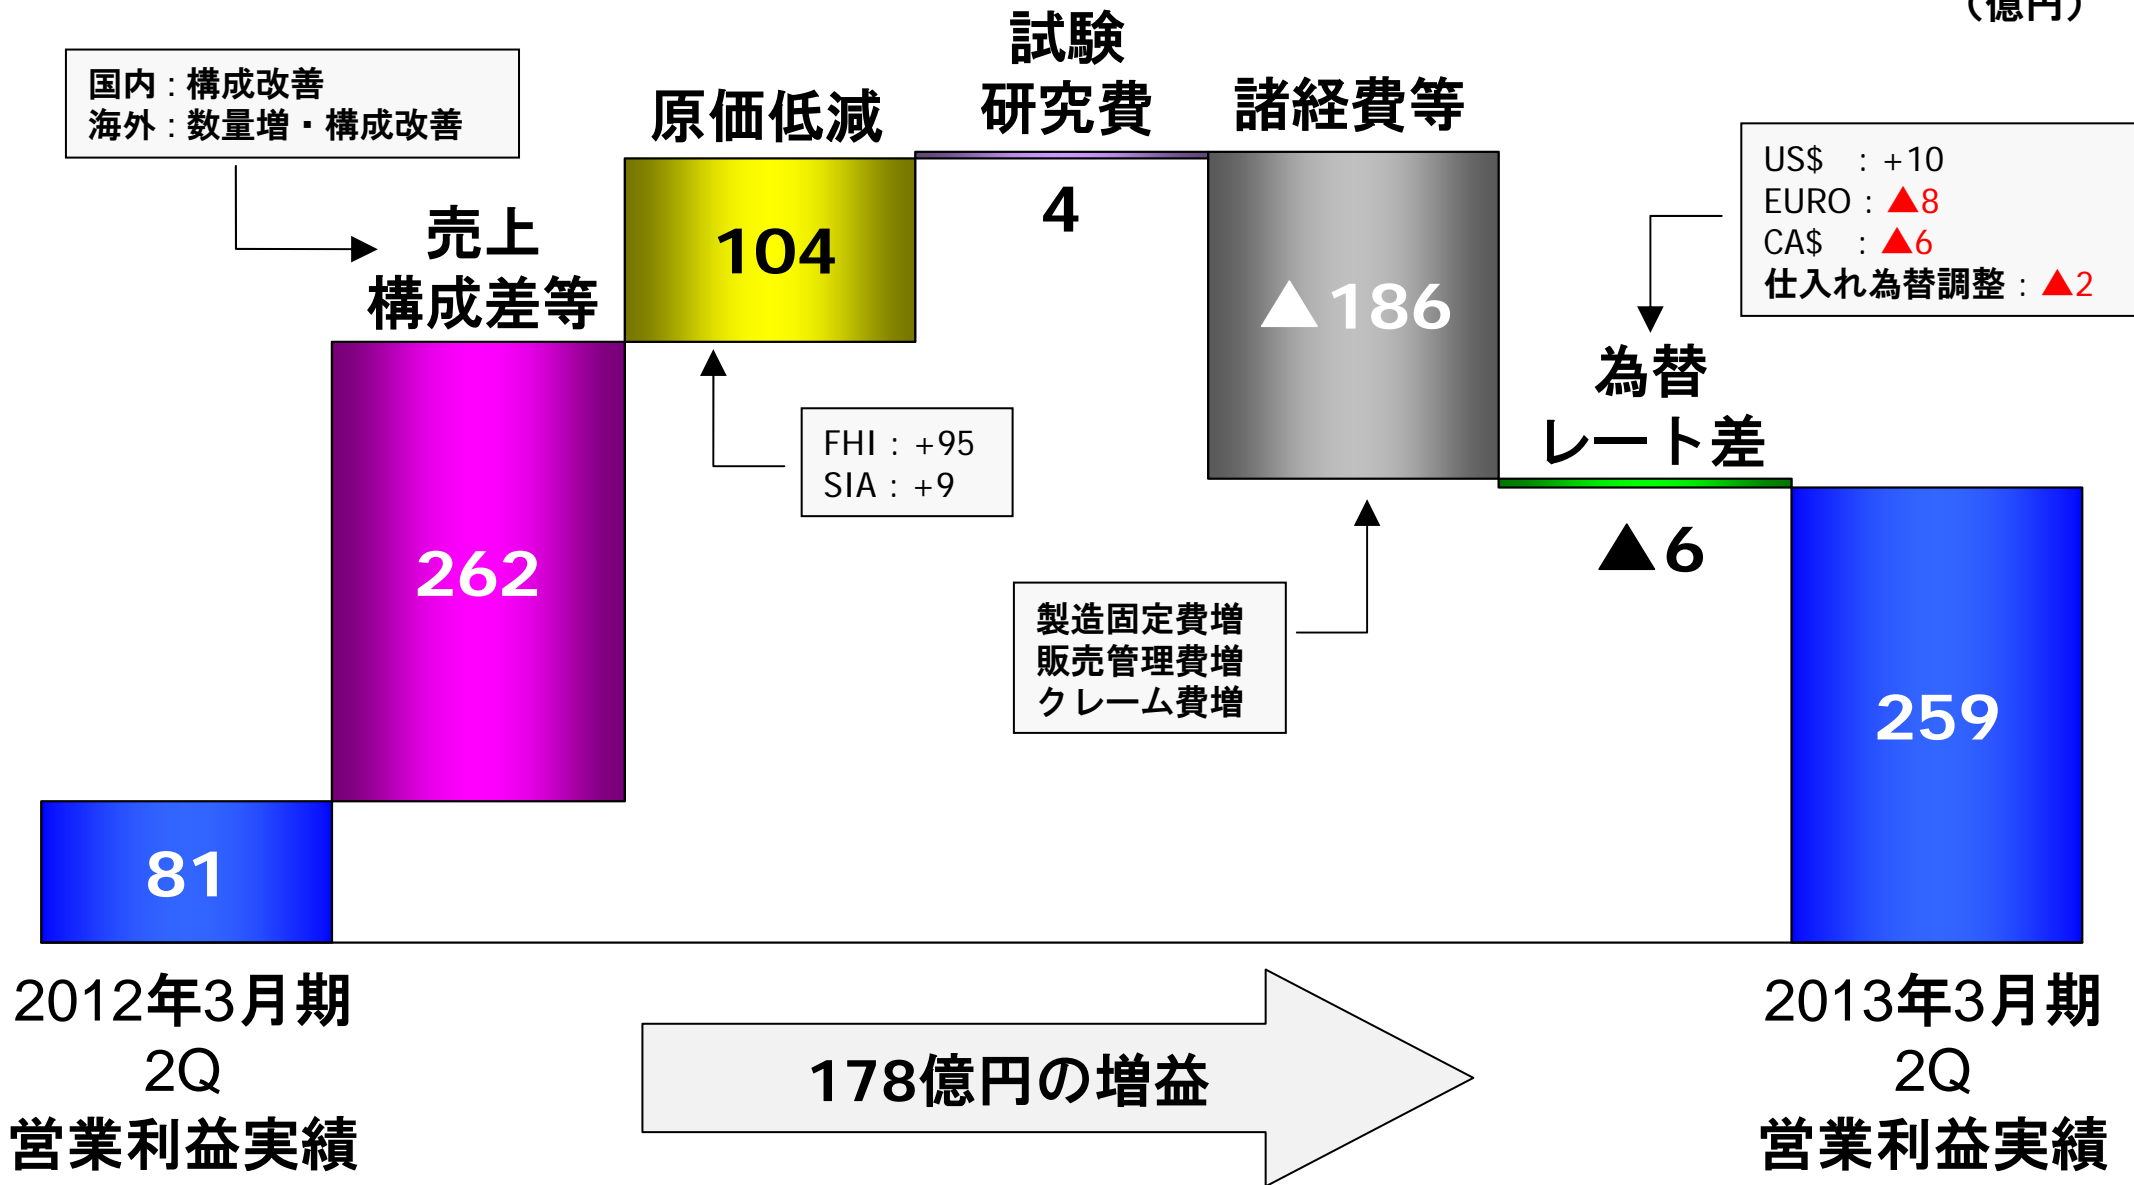 （億円）
国内 : 構成改善
海外 : 数量増・構成改善
売上
構成差等
原価低減
試験
研究費
諸経費等
US$ : +10
EURO : ▲8
CA$ : ▲6
仕入れ為替調整 : ▲2
為替
レート差
104
4
▲186
FHI : +95
SIA : +9
262
▲6
製造固定費増
販売管理費増
クレーム費増
81
259
2012年3月期
2Q
営業利益実績
178億円の増益
2013年3月期
2Q
営業利益実績